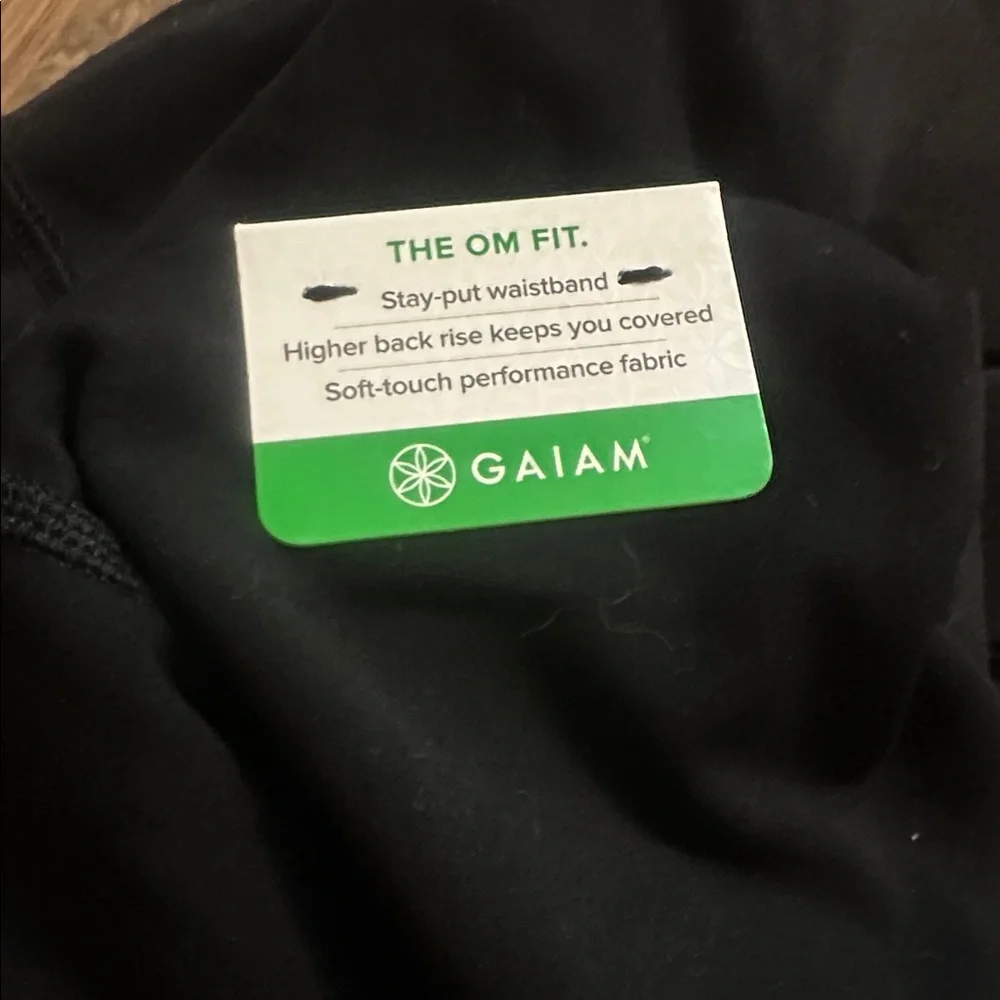 THE OM FIT.
Stay-put waistband
Higher back rise keeps you covered
Soft-touch performance fabric
GAIAM